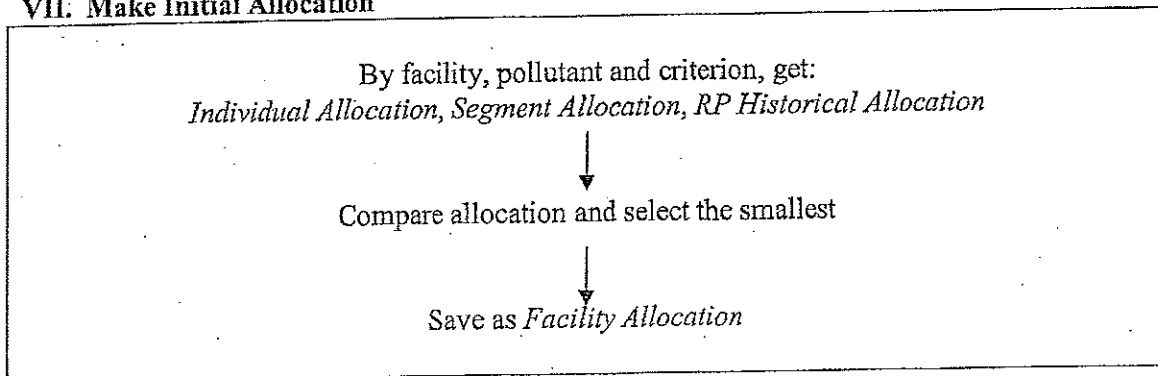 VII. Make Initial Allocation
By facility, pollutant and criterion, get:
Individual Allocation, Segment Allocation, RP Historical Allocation
Compare allocation and select the smallest
Save as Facility Allocation